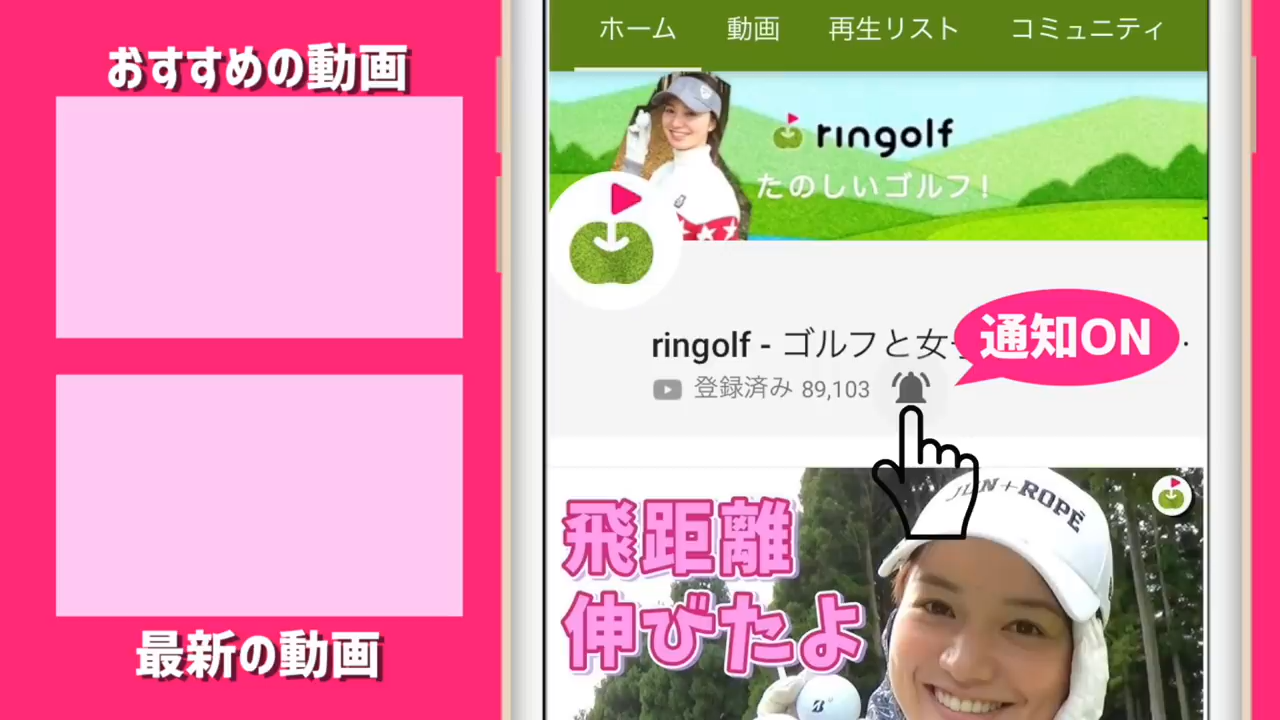 おすすめの動画
最新の動画
ホーム 動画 再生リスト コミュニティ
ringolf
たのしいゴルフ!
ringolf - ゴルフと女
通知ON
登録済み 89,103
飛距離
伸びたよ
JUN+ROPÉ
B